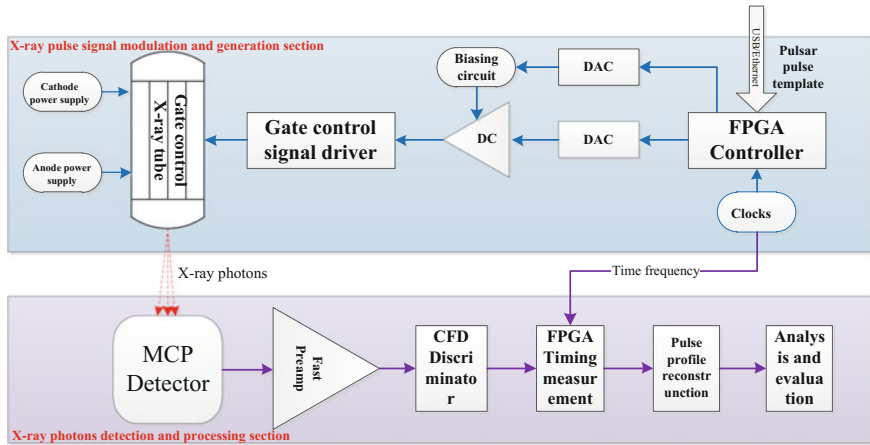 X-ray pulse signal modulation and generation section
Cathode
power supply
Anode power
supply
Gate control
X-ray tube
Gate control
signal driver
Biasing
circuit
DC
DAC
DAC
USB/Ethernet
Pulsar
pulse
template
FPGA
Controller
Clocks
Time frequency
X-ray photons
MCP
Detector
Fast
Preamp
CFD
Discri
minato
r
FPGA
Timing
measur
ement
Pulse
profile
reconstr
unction
Analys
is and
evalua
tion
X-ray photons detection and processing section